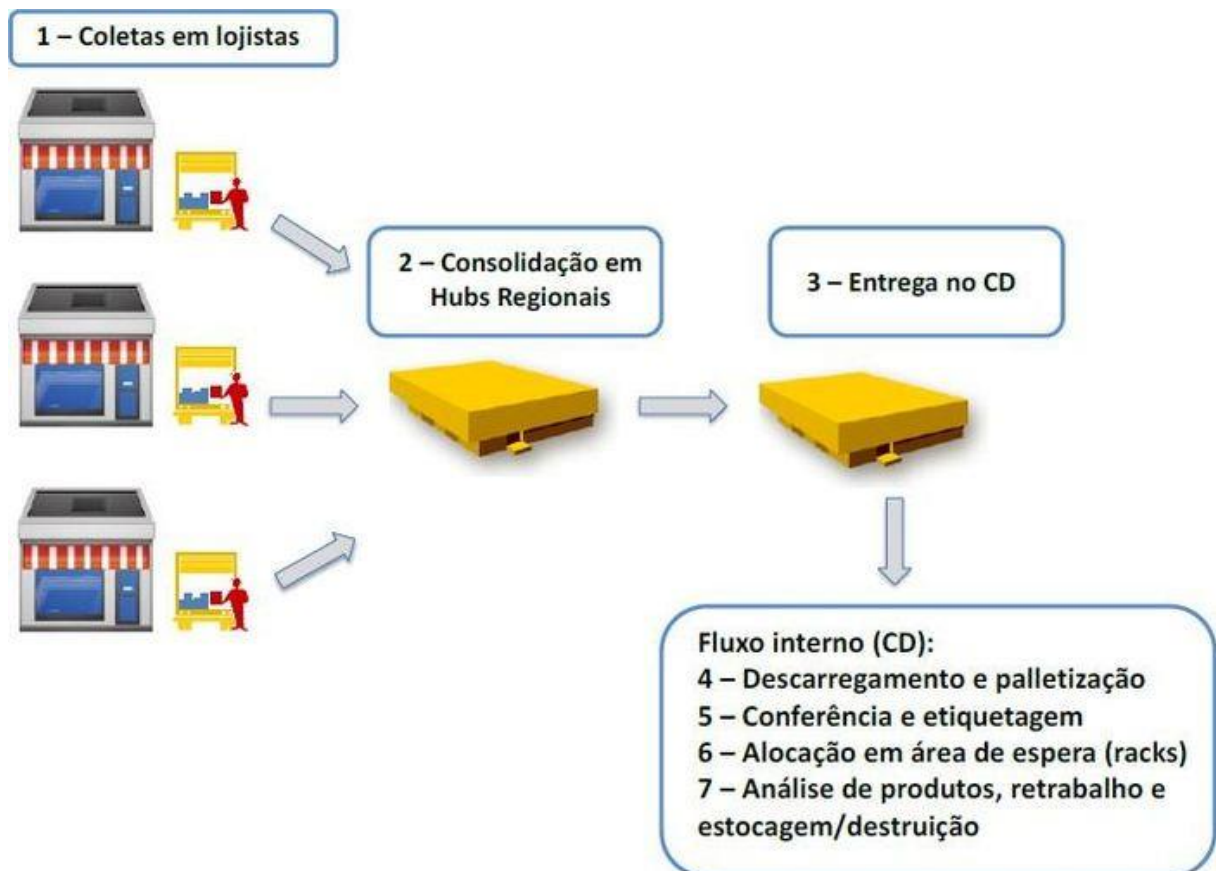 1 – Coletas em lojistas
2 – Consolidação em
Hubs Regionais
3 – Entrega no CD
Fluxo interno (CD):
4 – Descarregamento e palletização
5 – Conferência e etiquetagem
6 – Alocação em área de espera (racks)
7 – Análise de produtos, retrabalho e
estocagem/destruição